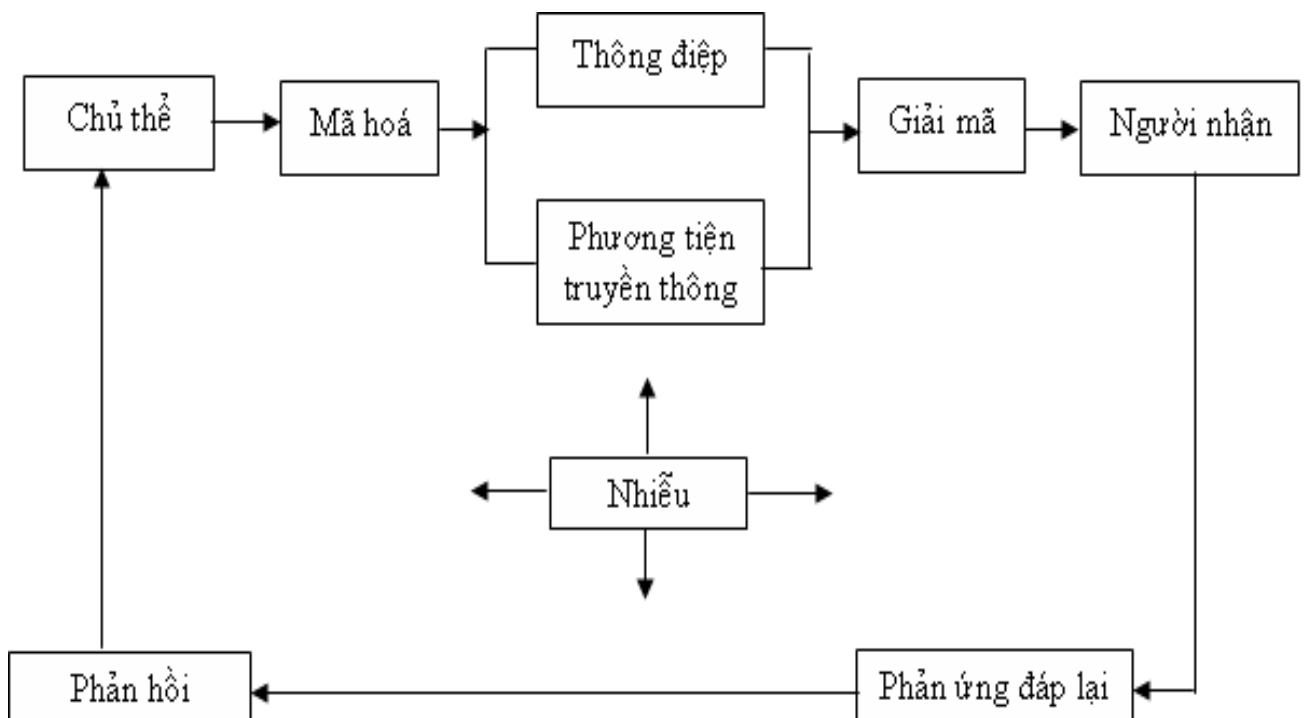 Thông điệp
Chủ thể
Mã hoá
Giải mã
Người nhận
Phương tiện
truyền thông
Nhiễu
Phản hồi
Phản ứng đáp lại